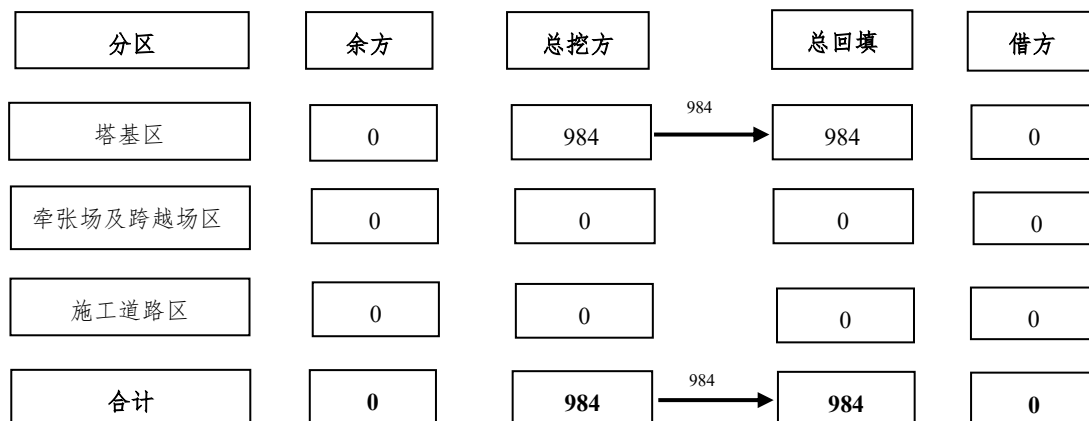 分区 余方 总挖方 总回填 借方
塔基区 0 984 984 984 0
牵张场及跨越场区 0 0 0 0
施工道路区 0 0 0 0
合计 0 984 984 984 0